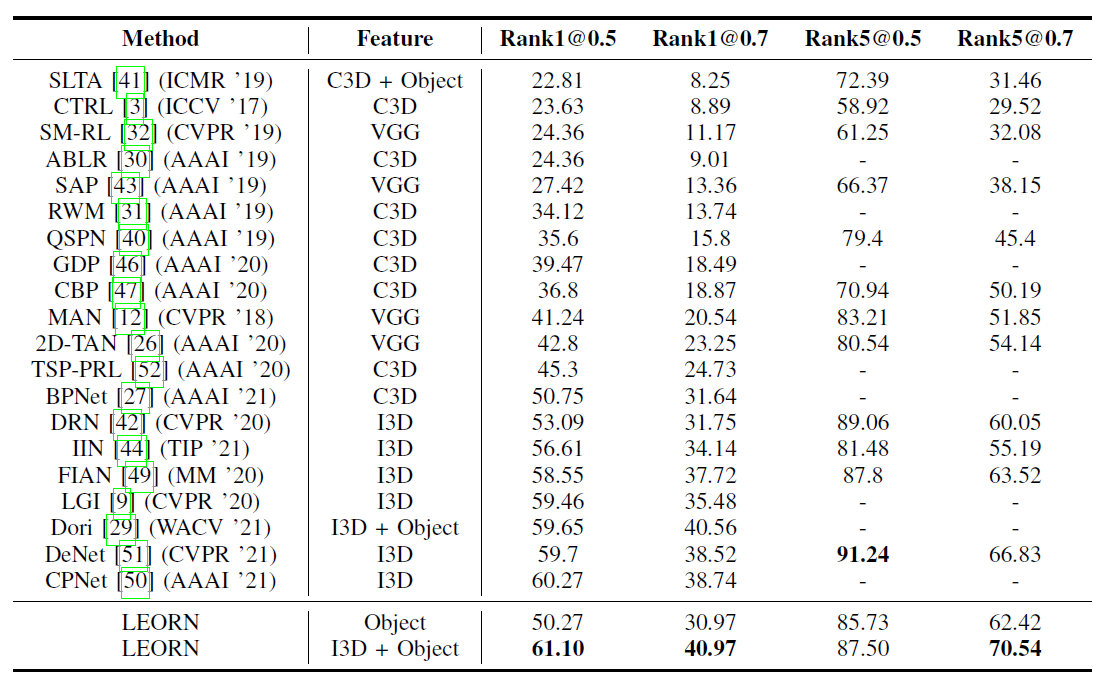 Method Feature Rank1@0.5 Rank1@0.7 Rank5@0.5 Rank5@0.7
SLTA [41] (ICMR ’19) C3D + Object 22.81 8.25 72.39 31.46
CTRL [3] (ICCV ’17) C3D 23.63 8.89 58.92 29.52
SM-RL [32] (CVPR ’19) VGG 24.36 11.17 61.25 32.08
ABLR [30] (AAAI ’19) C3D 24.36 9.01 - -
SAP [43] (AAAI ’19) VGG 27.42 13.36 66.37 38.15
RWM [31] (AAAI ’19) C3D 34.12 13.74 - -
QSPN [40] (AAAI ’19) C3D 35.6 15.8 79.4 45.4
GDP [46] (AAAI ’20) C3D 39.47 18.49 - -
CBP [47] (AAAI ’20) C3D 36.8 18.87 70.94 50.19
MAN [12] (CVPR ’18) VGG 41.24 20.54 83.21 51.85
2D-TAN [26] (AAAI ’20) VGG 42.8 23.25 80.54 54.14
TSP-PRL [52] (AAAI ’20) C3D 45.3 24.73 - -
BPNet [27] (AAAI ’21) C3D 50.75 31.64 - -
DRN [42] (CVPR ’20) I3D 53.09 31.75 89.06 60.05
IIN [44] (TIP ’21) I3D 56.61 34.14 81.48 55.19
FIAN [49] (MM ’20) I3D 58.55 37.72 87.8 63.52
LGI [9] (CVPR ’20) I3D 59.46 35.48 - -
Dori [29] (WACV ’21) I3D + Object 59.65 40.56 - -
DeNet [51] (CVPR ’21) I3D 59.7 38.52 91.24 66.83
CPNet [50] (AAAI ’21) I3D 60.27 38.74 - -
LEORN Object 50.27 30.97 85.73 62.42
LEORN I3D + Object 61.10 40.97 87.50 70.54